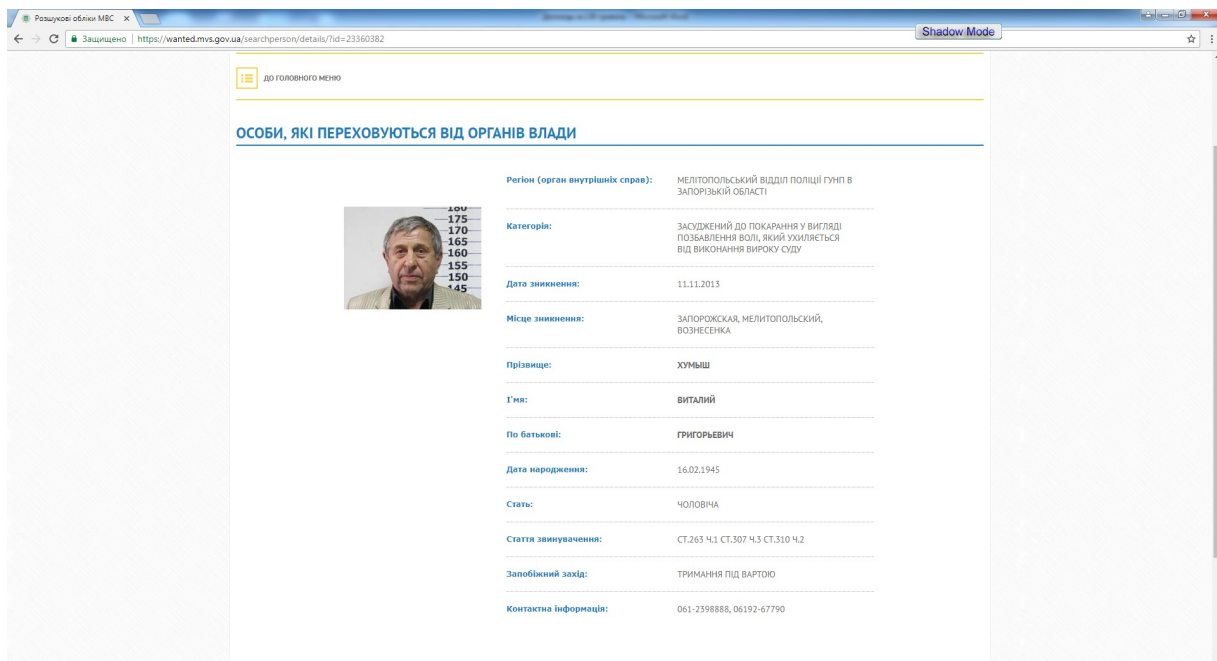 Розшукові обліки МВС
Shadow Mode
Защищено | https://wanted.mvs.gov.ua/searchperson/details/?id=23360382
ДО ГОЛОВНОГО МЕНЮ
ОСОБИ, ЯКІ ПЕРЕХОВУЮТЬСЯ ВІД ОРГАНІВ ВЛАДИ
180
175
170
165
160
155
150
145
Регіон (орган внутрішніх справ): МЕЛІТОПОЛЬСЬКИЙ ВІДДІЛ ПОЛІЦІЇ ГУНП В
ЗАПОРІЗЬКІЙ ОБЛАСТІ
Категорія: ЗАСУДЖЕНИЙ ДО ПОКАРАННЯ У ВИГЛЯДІ
ПОЗБАВЛЕННЯ ВОЛІ, ЯКИЙ УХИЛЯЄТЬСЯ
ВІД ВИКОНАННЯ ВИРОКУ СУДУ
Дата зникнення: 11.11.2013
Місце зникнення: ЗАПОРОЖСКАЯ, МЕЛИТОПОЛЬСКИЙ,
ВОЗНЕСЕНКА
Прізвище: ХУМЫШ
Ім'я: ВИТАЛИЙ
По батькові: ГРИГОРЬЕВИЧ
Дата народження: 16.02.1945
Стать: ЧОЛОВІЧА
Стаття звинувачення: СТ.263 Ч.1 СТ.307 Ч.3 СТ.310 Ч.2
Запобіжний захід: ТРИМАННЯ ПІД ВАРТОЮ
Контактна інформація: 061-2398888, 06192-67790